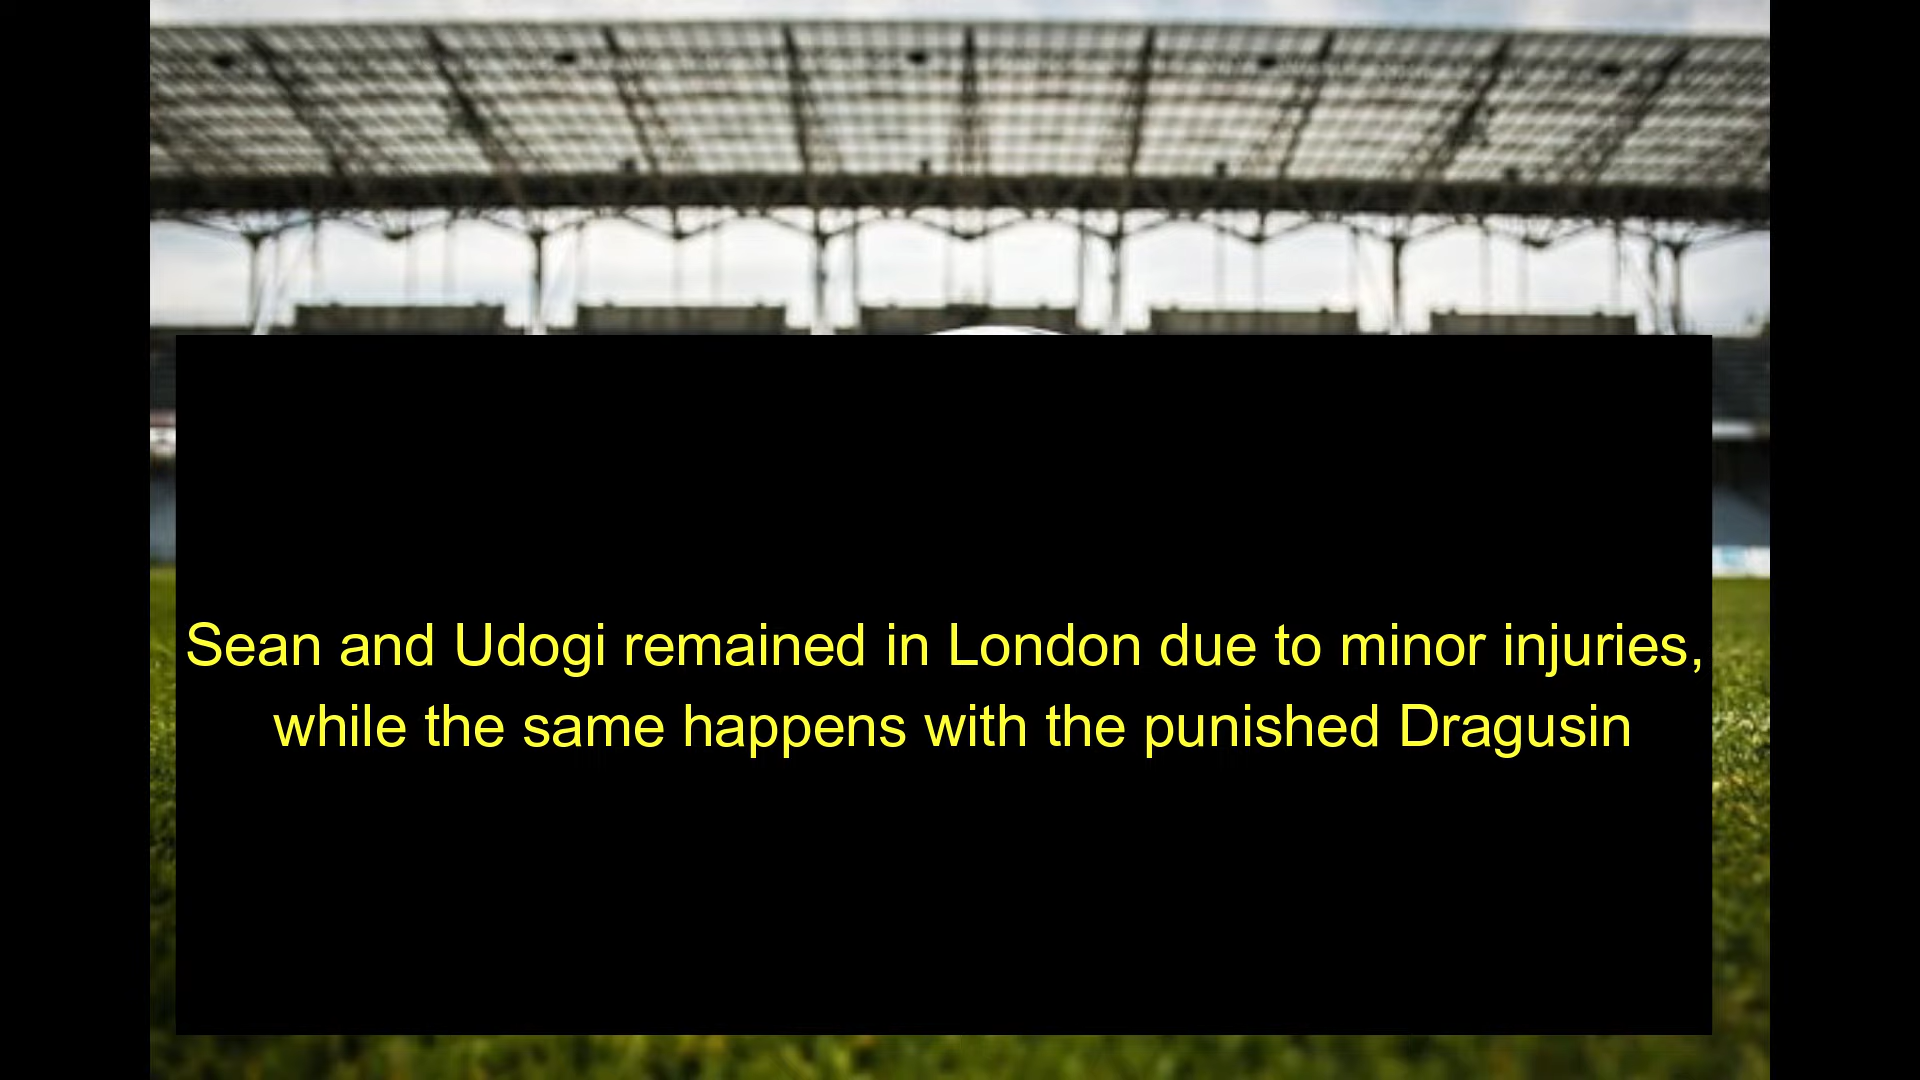 Sean and Udogi remained in London due to minor injuries,
while the same happens with the punished Dragusin